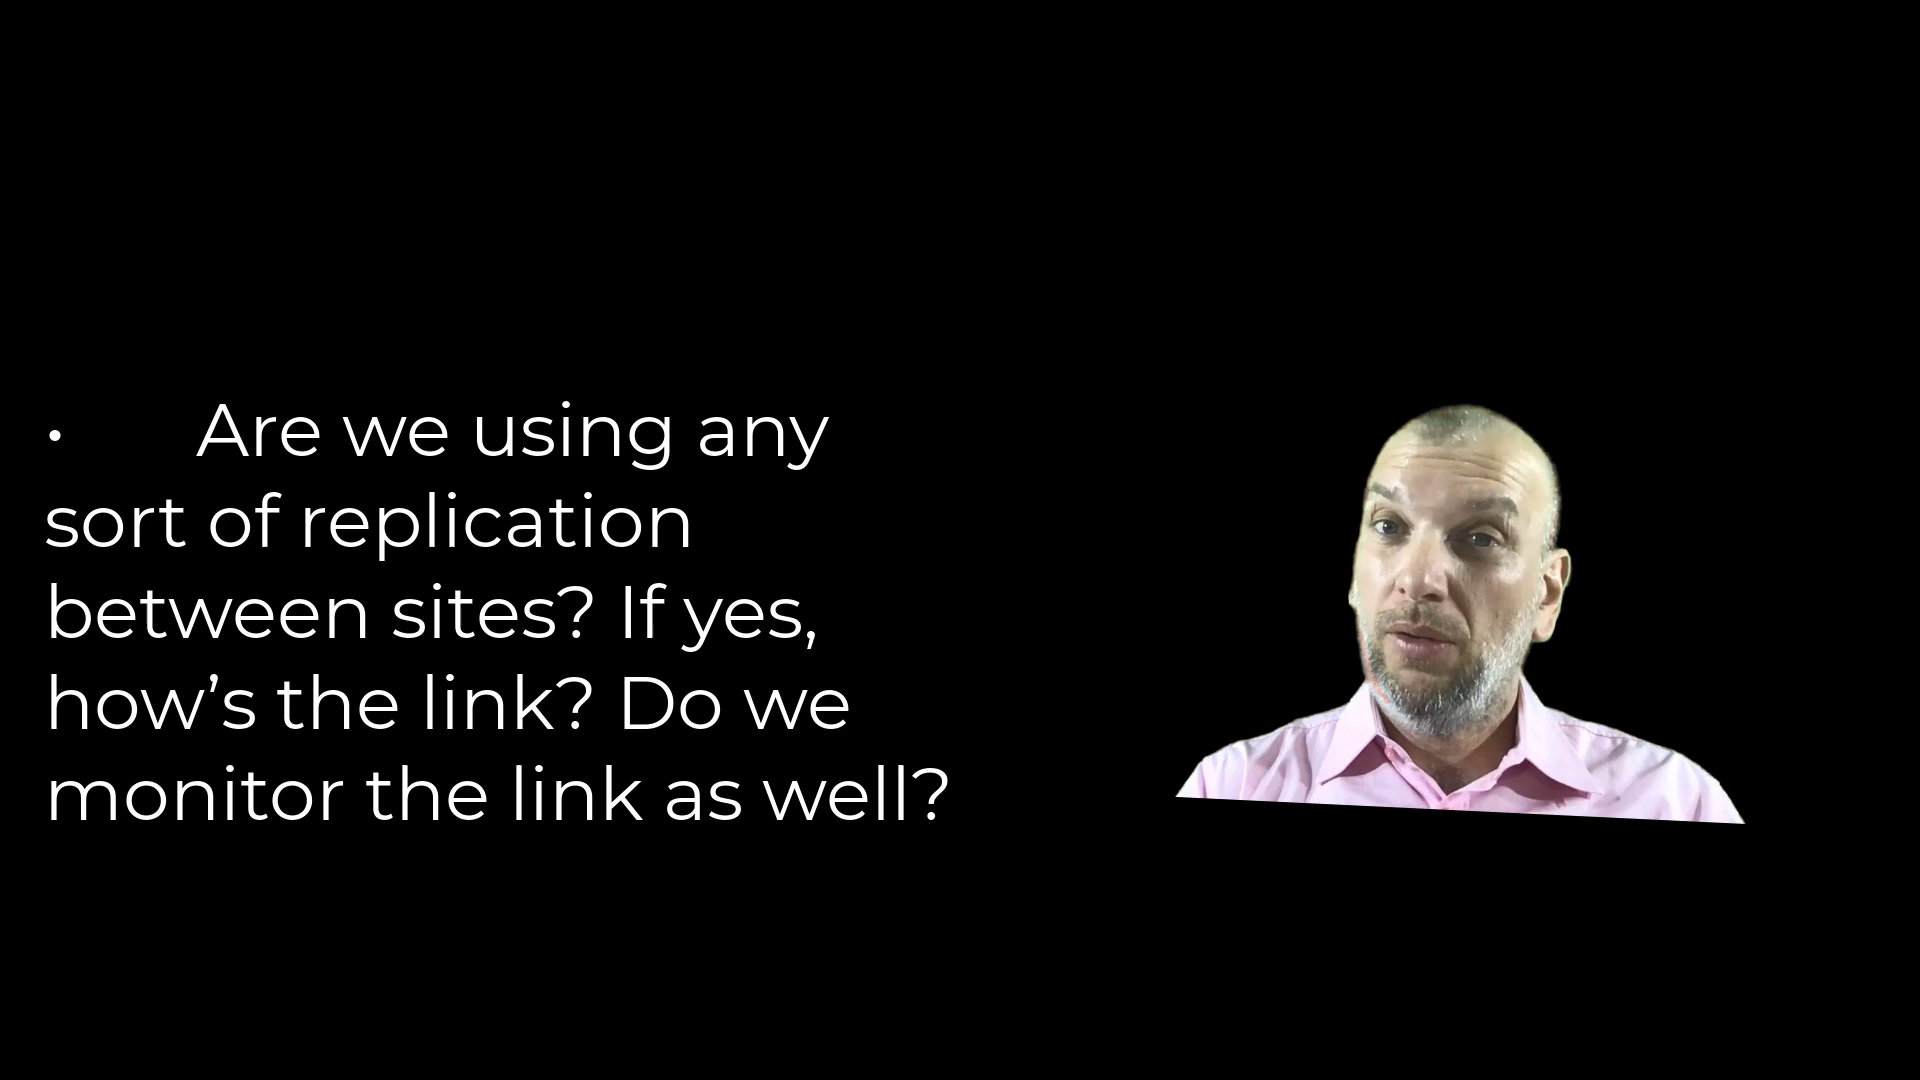 • Are we using any
sort of replication
between sites? If yes,
how’s the link? Do we
monitor the link as well?